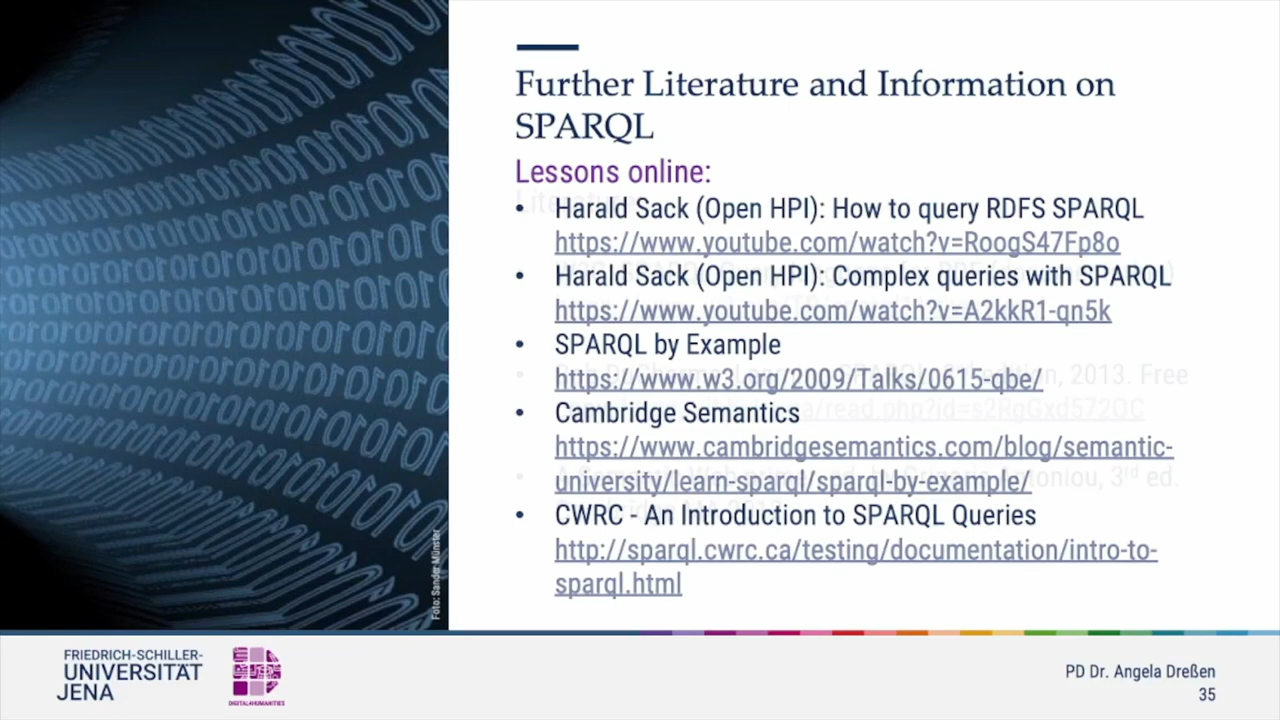 Further Literature and Information on
SPARQL
Lessons online:
• Harald Sack (Open HPI): How to query RDFS SPARQL
https://www.youtube.com/watch?v=RoogS47Fp8o
• Harald Sack (Open HPI): Complex queries with SPARQL
https://www.youtube.com/watch?v=A2kkR1-qn5k
• SPARQL by Example
https://www.w3.org/2009/Talks/0615-qbe/
• Cambridge Semantics
https://www.cambridgesemantics.com/blog/semantic-
university/learn-sparql/sparql-by-example/
• CWRC - An Introduction to SPARQL Queries
http://sparql.cwrc.ca/testing/documentation/intro-to-
sparql.html
Foto: Sander Münster
FRIEDRICH-SCHILLER-
UNIVERSITÄT
JENA
DIGITAL4HUMANITIES
PD Dr. Angela Dreßen
35